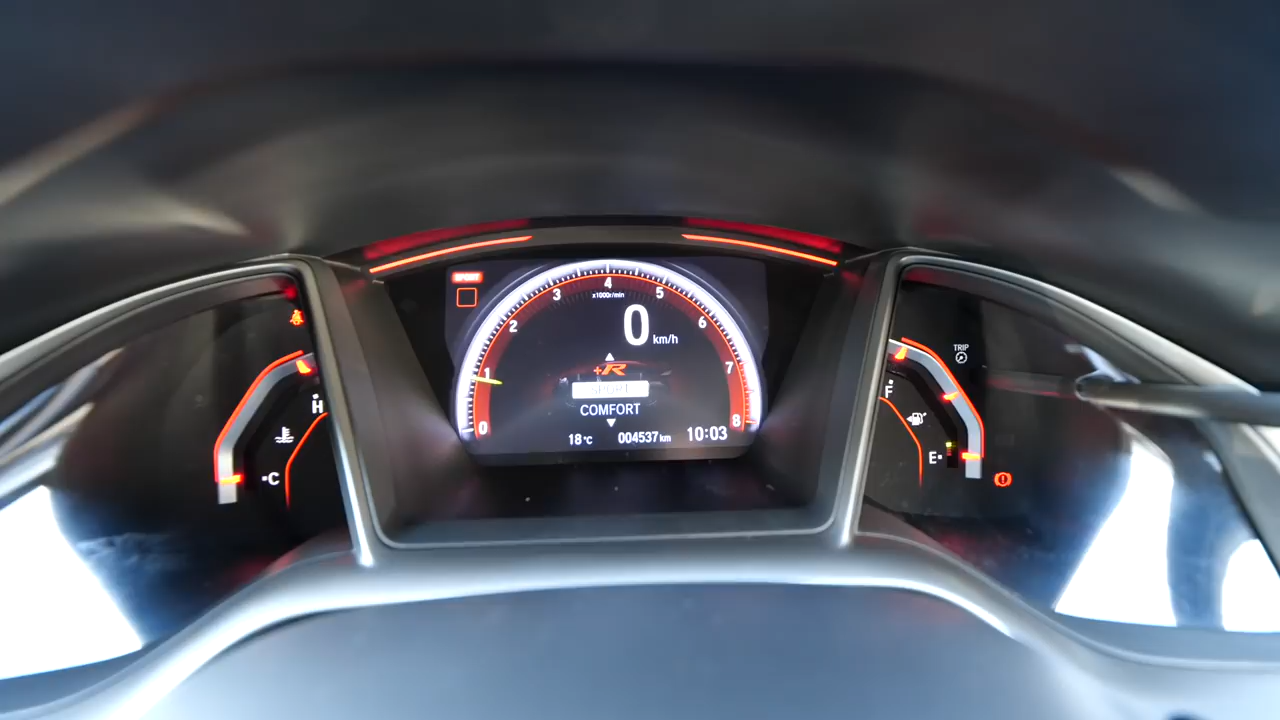 SPORT
0 1 2 3 4 5 6 7 8
x1000r/min
0 km/h
+R
SPORT
COMFORT
18°C 004537km 10:03
H
C
TRIP
F
E